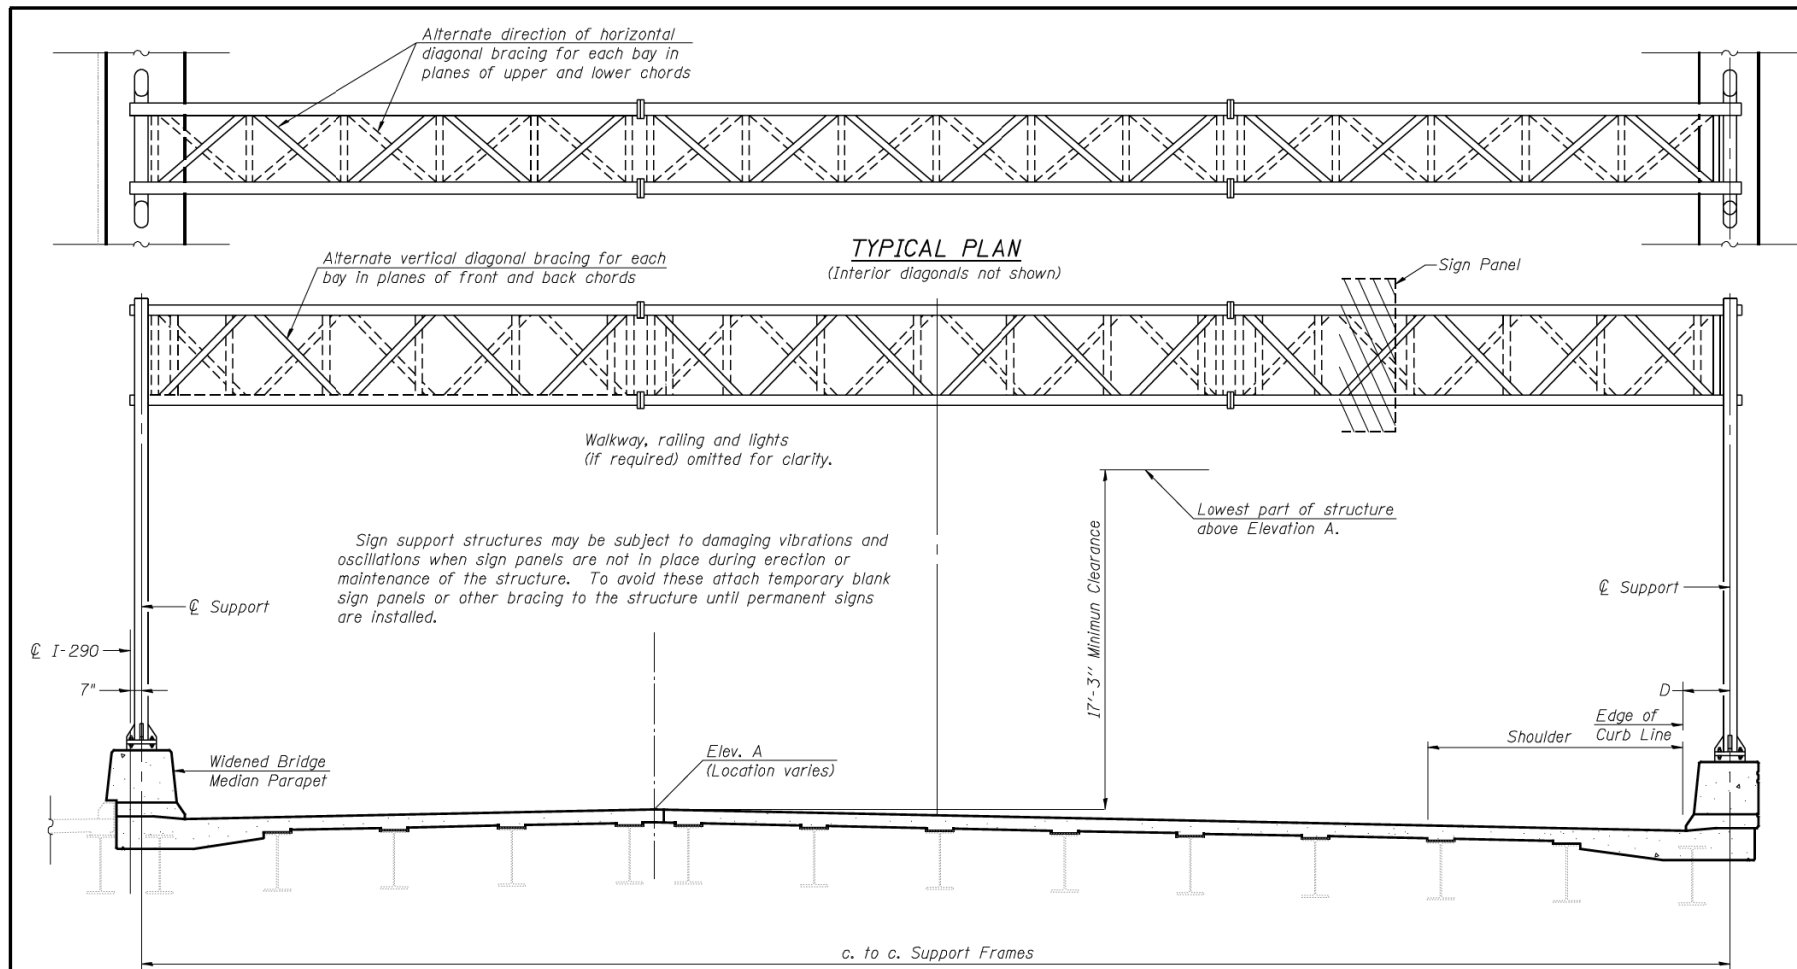 Alternate direction of horizontal
diagonal bracing for each bay in
planes of upper and lower chords
TYPICAL PLAN
(Interior diagonals not shown)
Alternate vertical diagonal bracing for each
bay in planes of front and back chords
Sign Panel
Walkway, railing and lights
(if required) omitted for clarity.
Lowest part of structure
above Elevation A.
17'-3'' Minimun Clearance
Sign support structures may be subject to damaging vibrations and
oscillations when sign panels are not in place during erection or
maintenance of the structure. To avoid these attach temporary blank
sign panels or other bracing to the structure until permanent signs
are installed.
℄ Support
℄ Support
℄ I-290
7"
D
Edge of
Curb Line
Shoulder
Widened Bridge
Median Parapet
Elev. A
(Location varies)
c. to c. Support Frames